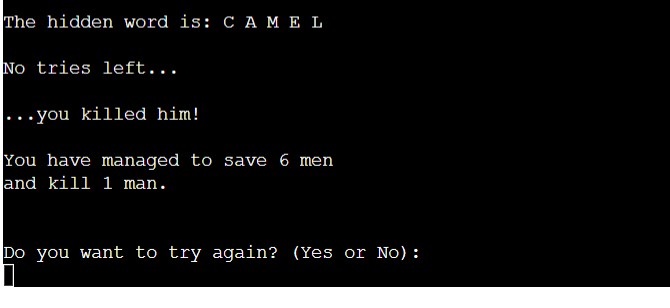 The hidden word is: C A M E L
No tries left...
...you killed him!
You have managed to save 6 men
and kill 1 man.
Do you want to try again? (Yes or No):